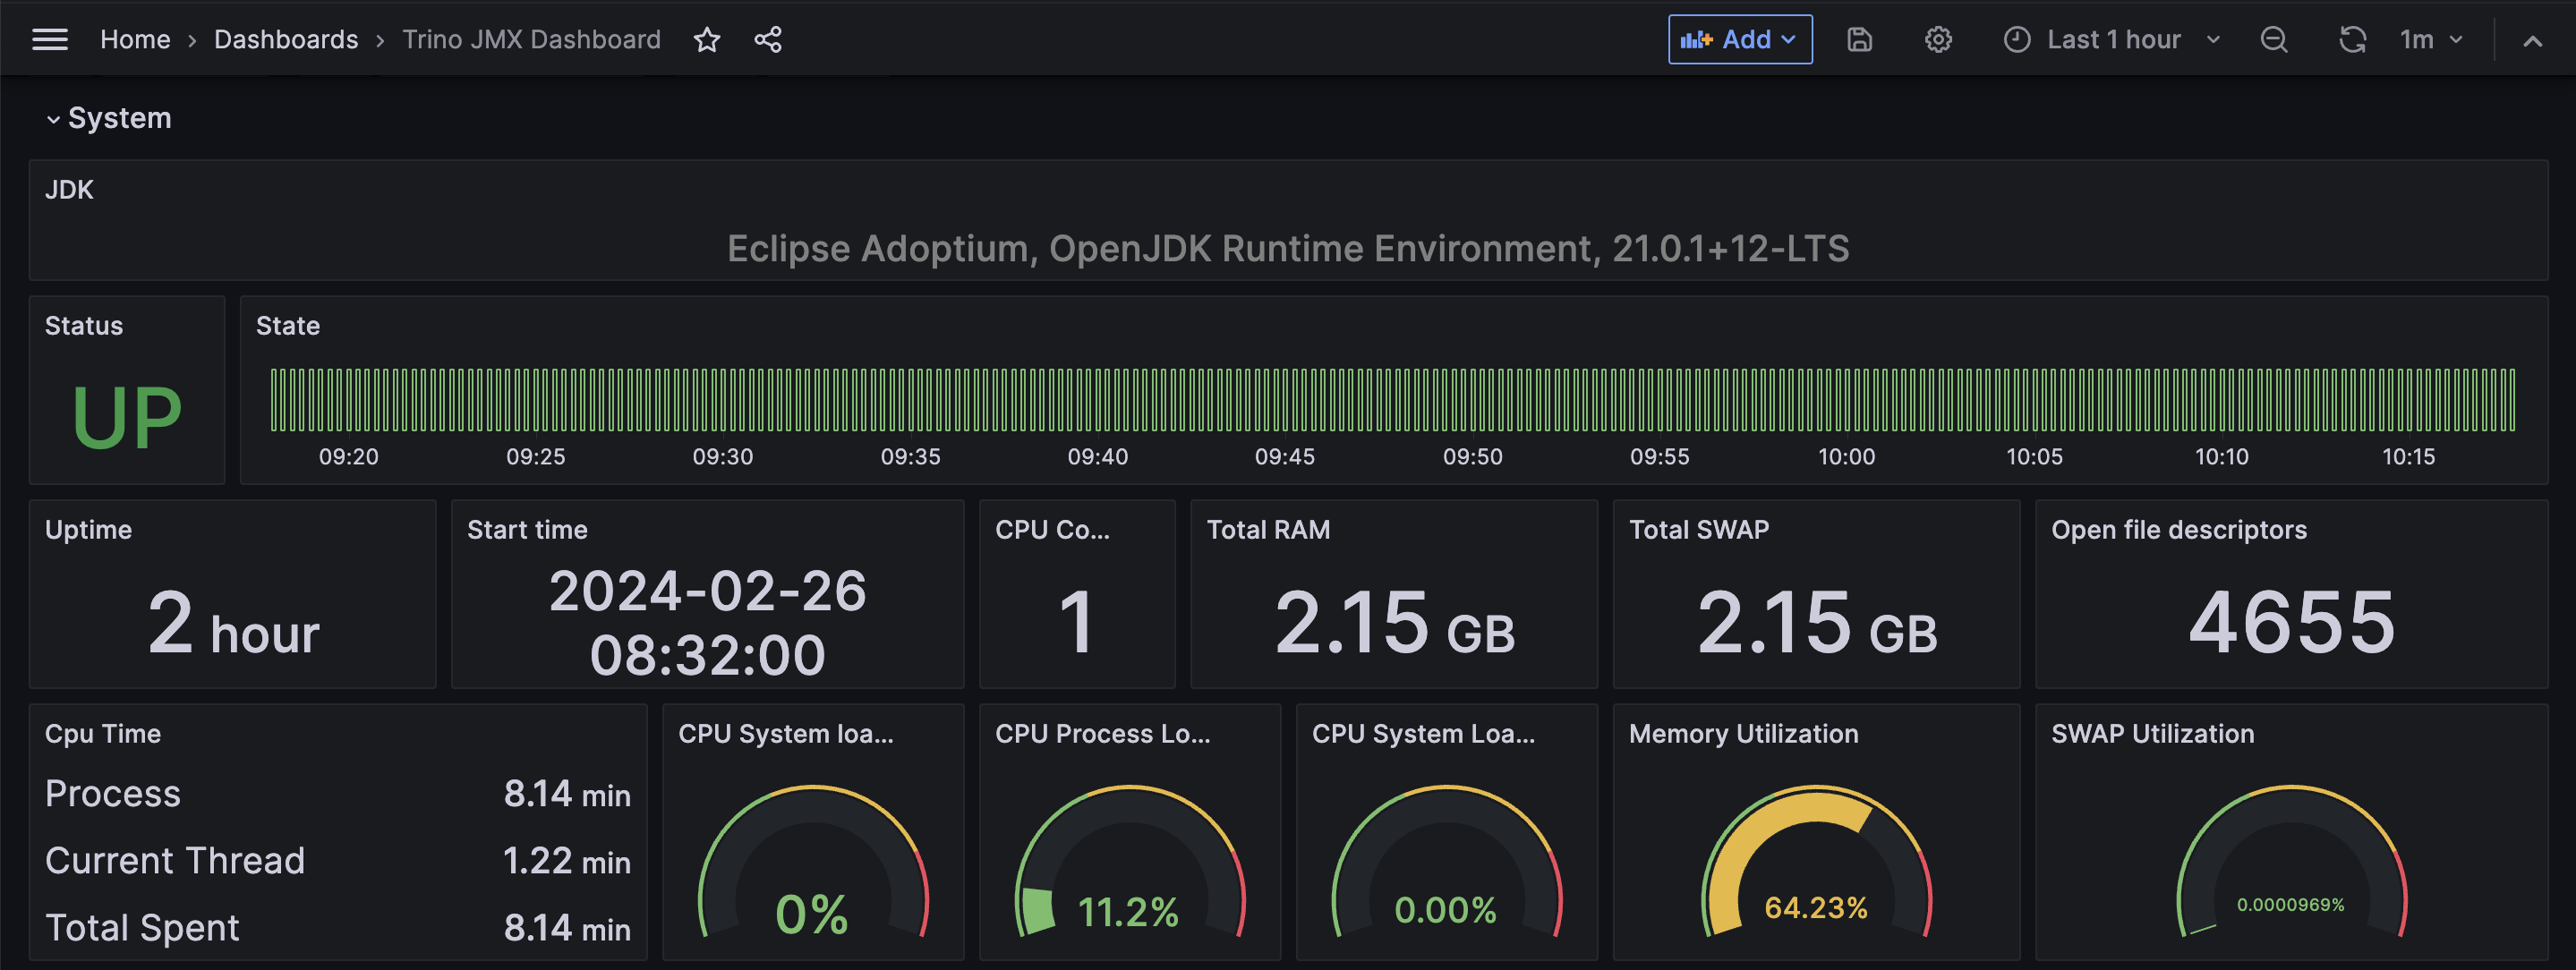 Home › Dashboards › Trino JMX Dashboard
Add
Last 1 hour
1m
System
JDK
Eclipse Adoptium, OpenJDK Runtime Environment, 21.0.1+12-LTS
Status
UP
State
09:20 09:25 09:30 09:35 09:40 09:45 09:50 09:55 10:00 10:05 10:10 10:15
Uptime
2 hour
Start time
2024-02-26
08:32:00
CPU Co...
1
Total RAM
2.15 GB
Total SWAP
2.15 GB
Open file descriptors
4655
Cpu Time
Process 8.14 min
Current Thread 1.22 min
Total Spent 8.14 min
CPU System loa...
0%
CPU Process Lo...
11.2%
CPU System Loa...
0.00%
Memory Utilization
64.23%
SWAP Utilization
0.0000969%